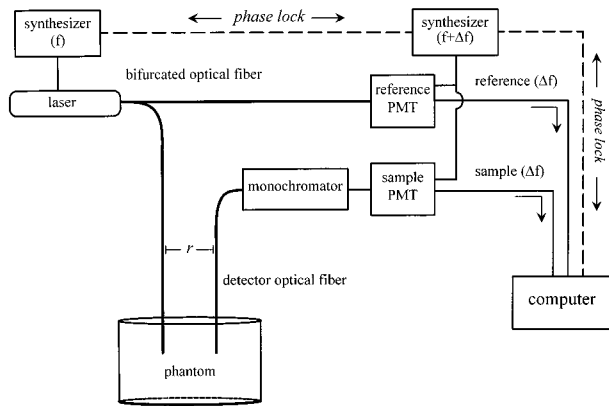 synthesizer
(f)
phase lock
synthesizer
(f+Δf)
bifurcated optical fiber
laser
reference
PMT
reference (Δf)
phase lock
monochromator
sample
PMT
sample (Δf)
r
detector optical fiber
computer
phantom